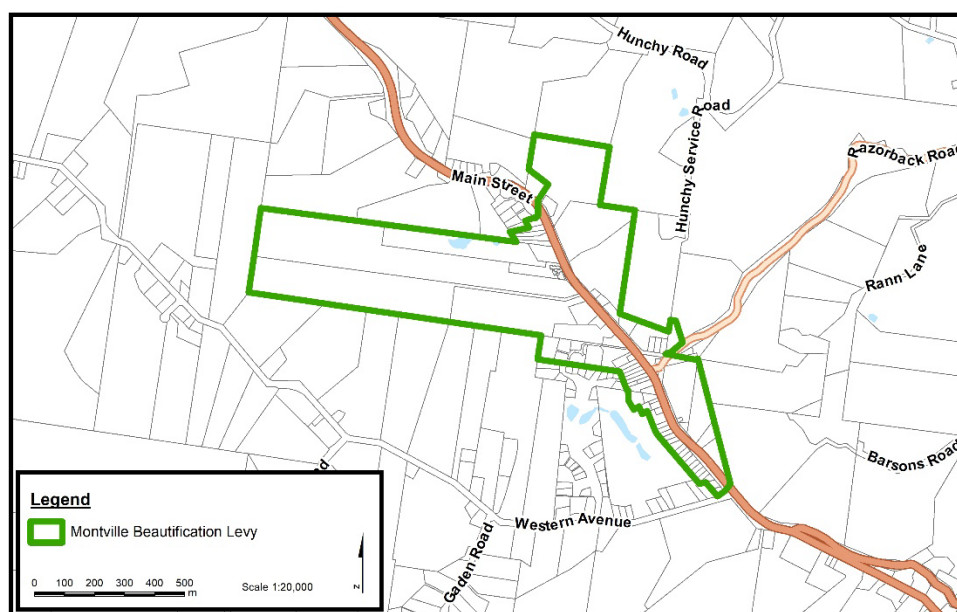 Hunchy Road
Main Street
Hunchy Service Road
Razorback Road
Rann Lane
Barsons Road
Western Avenue
Gaden Road
Legend
Montville Beautification Levy
0 100 200 300 400 500
m
Scale 1:20,000
z